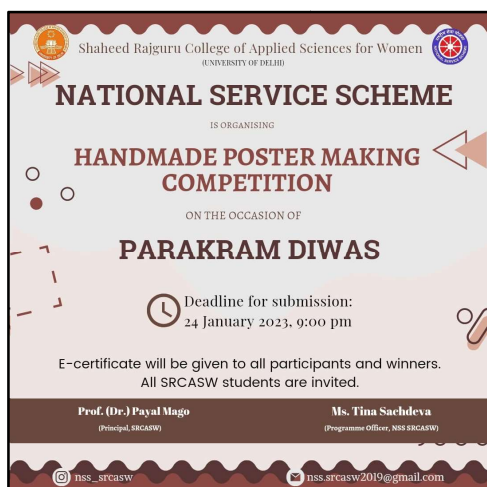 Shaheed Rajguru College of Applied Sciences for Women
(UNIVERSITY OF DELHI)
NATIONAL SERVICE SCHEME
IS ORGANISING
HANDMADE POSTER MAKING
COMPETITION
ON THE OCCASION OF
PARAKRAM DIWAS
Deadline for submission:
24 January 2023, 9:00 pm
E-certificate will be given to all participants and winners.
All SRCASW students are invited.
Prof. (Dr.) Payal Mago
(Principal, SRCASW)
Ms. Tina Sachdeva
(Programme Officer, NSS SRCASW)
nss_srcasw
nss.srcasw2019@gmail.com